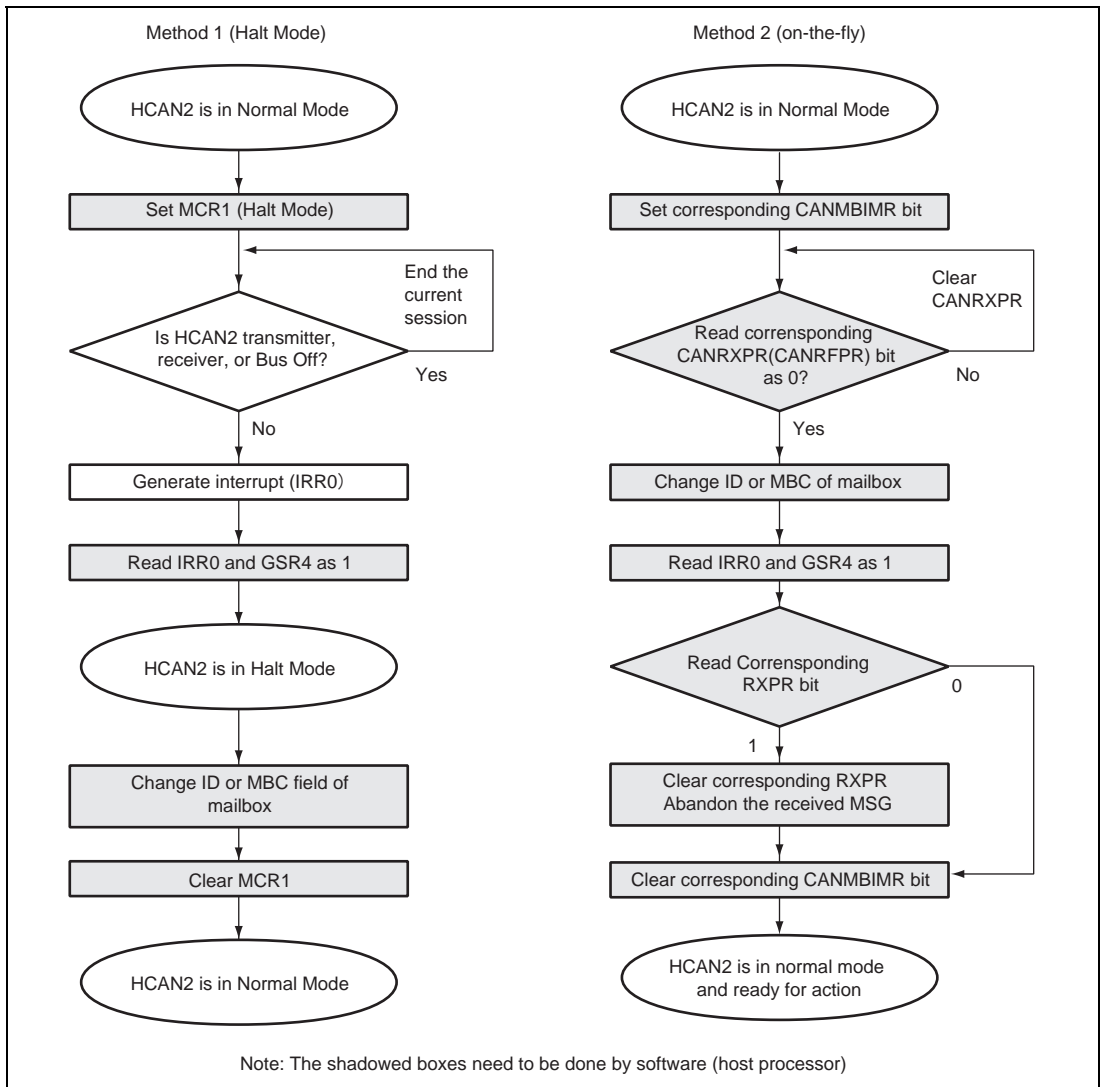 Method 1 (Halt Mode)
HCAN2 is in Normal Mode
Set MCR1 (Halt Mode)
End the
current
session
Is HCAN2 transmitter,
receiver, or Bus Off?
Yes
No
Generate interrupt (IRR0)
Read IRR0 and GSR4 as 1
HCAN2 is in Halt Mode
Change ID or MBC field of
mailbox
Clear MCR1
HCAN2 is in Normal Mode
Method 2 (on-the-fly)
HCAN2 is in Normal Mode
Set corresponding CANMBIMR bit
Clear
CANRXPR
Read corrensponding
CANRXPR(CANRFPR) bit
as 0?
No
Yes
Change ID or MBC of mailbox
Read IRR0 and GSR4 as 1
Read Corrensponding
RXPR bit
0
1
Clear corresponding RXPR
Abandon the received MSG
Clear corresponding CANMBIMR bit
HCAN2 is in normal mode
and ready for action
Note: The shadowed boxes need to be done by software (host processor)